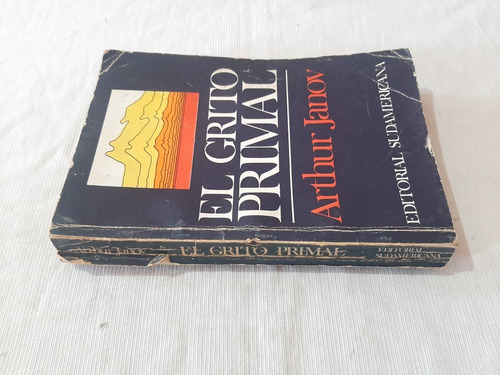 EL GRITO
PRIMAL
Arthur Janov
EDITORIAL SUDAMERICANA
Arthur Janov
EL GRITO PRIMAL
EDITORIAL
SUDAMERICANA